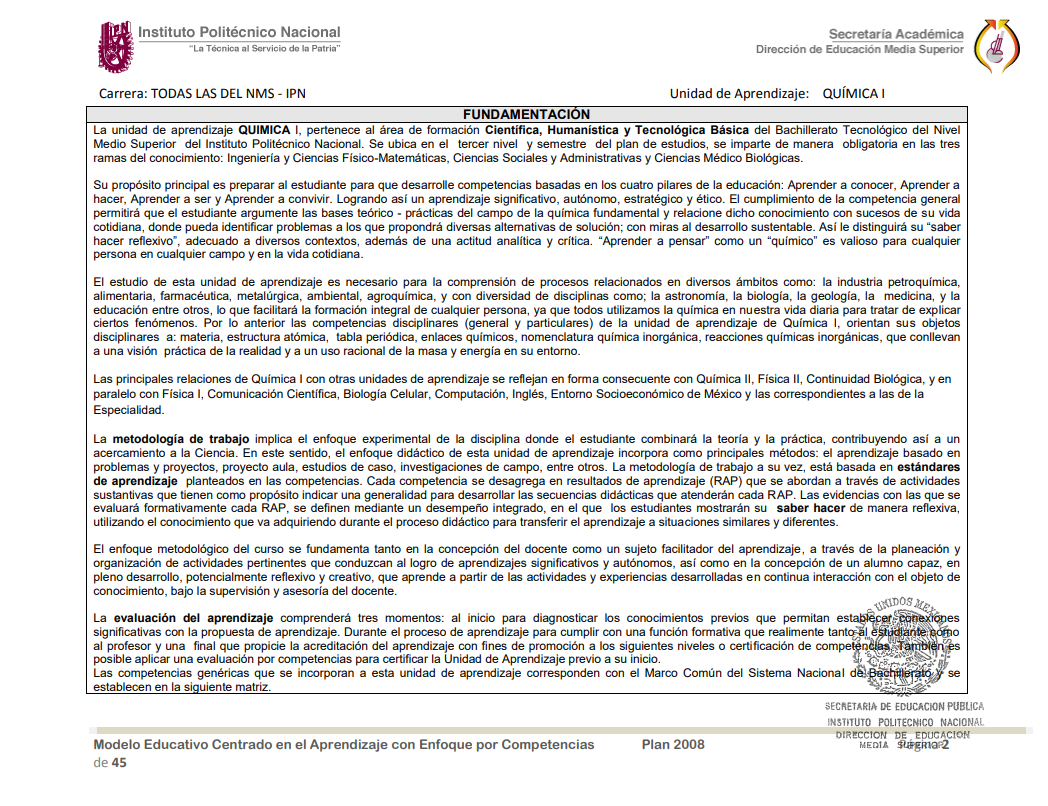 Instituto Politécnico Nacional
"La Técnica al Servicio de la Patria"
Secretaría Académica
Dirección de Educación Media Superior
Carrera: TODAS LAS DEL NMS - IPN
Unidad de Aprendizaje: QUÍMICA I
FUNDAMENTACIÓN
La unidad de aprendizaje QUIMICA I, pertenece al área de formación Científica, Humanística y Tecnológica Básica del Bachillerato Tecnológico del Nivel
Medio Superior del Instituto Politécnico Nacional. Se ubica en el tercer nivel y semestre del plan de estudios, se imparte de manera obligatoria en las tres
ramas del conocimiento: Ingeniería y Ciencias Físico-Matemáticas, Ciencias Sociales y Administrativas y Ciencias Médico Biológicas.
Su propósito principal es preparar al estudiante para que desarrolle competencias basadas en los cuatro pilares de la educación: Aprender a conocer, Aprender a
hacer, Aprender a ser y Aprender a convivir. Logrando así un aprendizaje significativo, autónomo, estratégico y ético. El cumplimiento de la competencia general
permitirá que el estudiante argumente las bases teórico - prácticas del campo de la química fundamental y relacione dicho conocimiento con sucesos de su vida
cotidiana, donde pueda identificar problemas a los que propondrá diversas alternativas de solución; con miras al desarrollo sustentable. Así le distinguirá su "saber
hacer reflexivo", adecuado a diversos contextos, además de una actitud analítica y crítica. "Aprender a pensar" como un "químico" es valioso para cualquier
persona en cualquier campo y en la vida cotidiana.
El estudio de esta unidad de aprendizaje es necesario para la comprensión de procesos relacionados en diversos ámbitos como: la industria petroquímica,
alimentaria, farmacéutica, metalúrgica, ambiental, agroquímica, y con diversidad de disciplinas como; la astronomía, la biología, la geología, la medicina, y la
educación entre otros, lo que facilitará la formación integral de cualquier persona, ya que todos utilizamos la química en nuestra vida diaria para tratar de explicar
ciertos fenómenos. Por lo anterior las competencias disciplinares (general y particulares) de la unidad de aprendizaje de Química I, orientan sus objetos
disciplinares a: materia, estructura atómica, tabla periódica, enlaces químicos, nomenclatura química inorgánica, reacciones químicas inorgánicas, que conllevan
a una visión práctica de la realidad y a un uso racional de la masa y energía en su entorno.
Las principales relaciones de Química I con otras unidades de aprendizaje se reflejan en forma consecuente con Química II, Física II, Continuidad Biológica, y en
paralelo con Física I, Comunicación Científica, Biología Celular, Computación, Inglés, Entorno Socioeconómico de México y las correspondientes a las de la
Especialidad.
La metodología de trabajo implica el enfoque experimental de la disciplina donde el estudiante combinará la teoría y la práctica, contribuyendo así a un
acercamiento a la Ciencia. En este sentido, el enfoque didáctico de esta unidad de aprendizaje incorpora como principales métodos: el aprendizaje basado en
problemas y proyectos, proyecto aula, estudios de caso, investigaciones de campo, entre otros. La metodología de trabajo a su vez, está basada en estándares
de aprendizaje planteados en las competencias. Cada competencia se desagrega en resultados de aprendizaje (RAP) que se abordan a través de actividades
sustantivas que tienen como propósito indicar una generalidad para desarrollar las secuencias didácticas que atenderán cada RAP. Las evidencias con las que se
evaluará formativamente cada RAP, se definen mediante un desempeño integrado, en el que los estudiantes mostrarán su saber hacer de manera reflexiva,
utilizando el conocimiento que va adquiriendo durante el proceso didáctico para transferir el aprendizaje a situaciones similares y diferentes.
El enfoque metodológico del curso se fundamenta tanto en la concepción del docente como un sujeto facilitador del aprendizaje, a través de la planeación y
organización de actividades pertinentes que conduzcan al logro de aprendizajes significativos y autónomos, así como en la concepción de un alumno capaz, en
pleno desarrollo, potencialmente reflexivo y creativo, que aprende a partir de las actividades y experiencias desarrolladas en continua interacción con el objeto de
conocimiento, bajo la supervisión y asesoría del docente.
La evaluación del aprendizaje comprenderá tres momentos: al inicio para diagnosticar los conocimientos previos que permitan establecer conexiones
significativas con la propuesta de aprendizaje. Durante el proceso de aprendizaje para cumplir con una función formativa que realmente tanto al estudiante como
al profesor y una final que propicie la acreditación del aprendizaje con fines de promoción a los siguientes niveles o certificación de competencias. También es
posible aplicar una evaluación por competencias para certificar la Unidad de Aprendizaje previo a su inicio.
Las competencias genéricas que se incorporan a esta unidad de aprendizaje corresponden con el Marco Común del Sistema Nacional de Bachillerato y se
establecen en la siguiente matriz.
ESTADOS UNIDOS MEXICANOS
SECRETARIA DE EDUCACION PUBLICA
INSTITUTO POLITECNICO NACIONAL
DIRECCION DE EDUCACION
MEDIA SUPERIOR
Modelo Educativo Centrado en el Aprendizaje con Enfoque por Competencias Plan 2008 Página 2
de 45